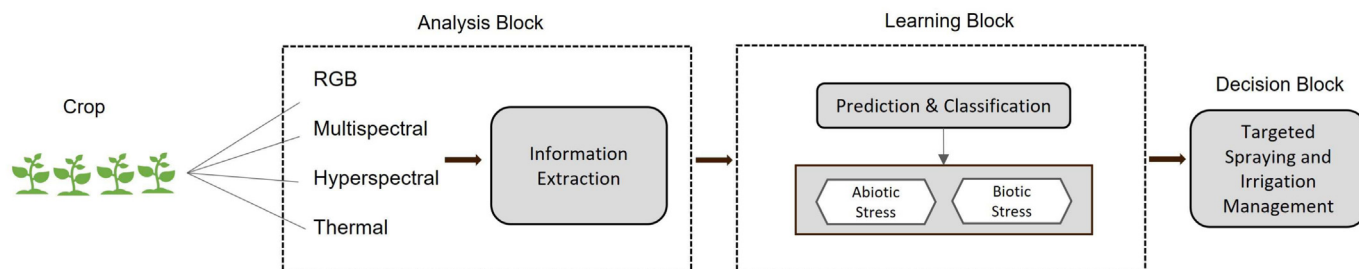 Crop
Analysis Block
RGB
Multispectral
Hyperspectral
Thermal
Information
Extraction
Learning Block
Prediction & Classification
Abiotic
Stress
Biotic
Stress
Decision Block
Targeted
Spraying and
Irrigation
Management